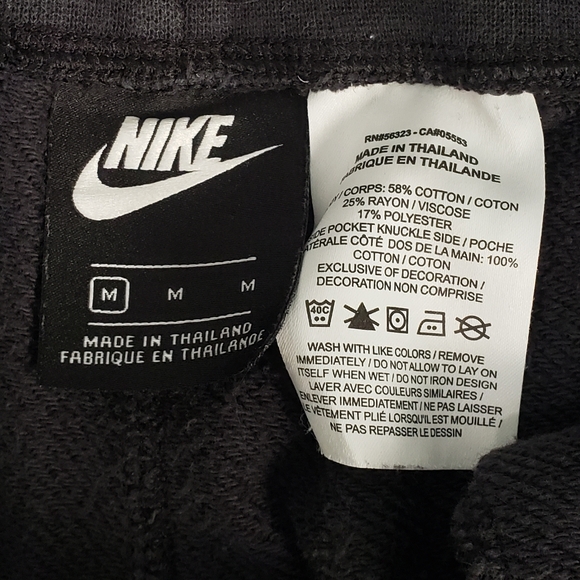 NIKE
M M M
MADE IN THAILAND
FABRIQUE EN THAILANDE
RN#56323 - CA#05553
MADE IN THAILAND
FABRIQUE EN THAILANDE
/ CORPS: 58% COTTON / COTON
25% RAYON / VISCOSE
17% POLYESTER
POCKET KNUCKLE SIDE / POCHE
CÔTÉ DOS DE LA MAIN: 100%
COTTON / COTON
EXCLUSIVE OF DECORATION /
DECORATION NON COMPRISE
40C
WASH WITH LIKE COLORS / REMOVE
IMMEDIATELY / DO NOT ALLOW TO LAY ON
ITSELF WHEN WET / DO NOT IRON DESIGN
LAVER AVEC COULEURS SIMILAIRES /
ENLEVER IMMEDIATEMENT / NE PAS LAISSER
LE VÊTEMENT PLIÉ LORSQU'IL EST MOUILLÉ /
NE PAS REPASSER LE DESSIN